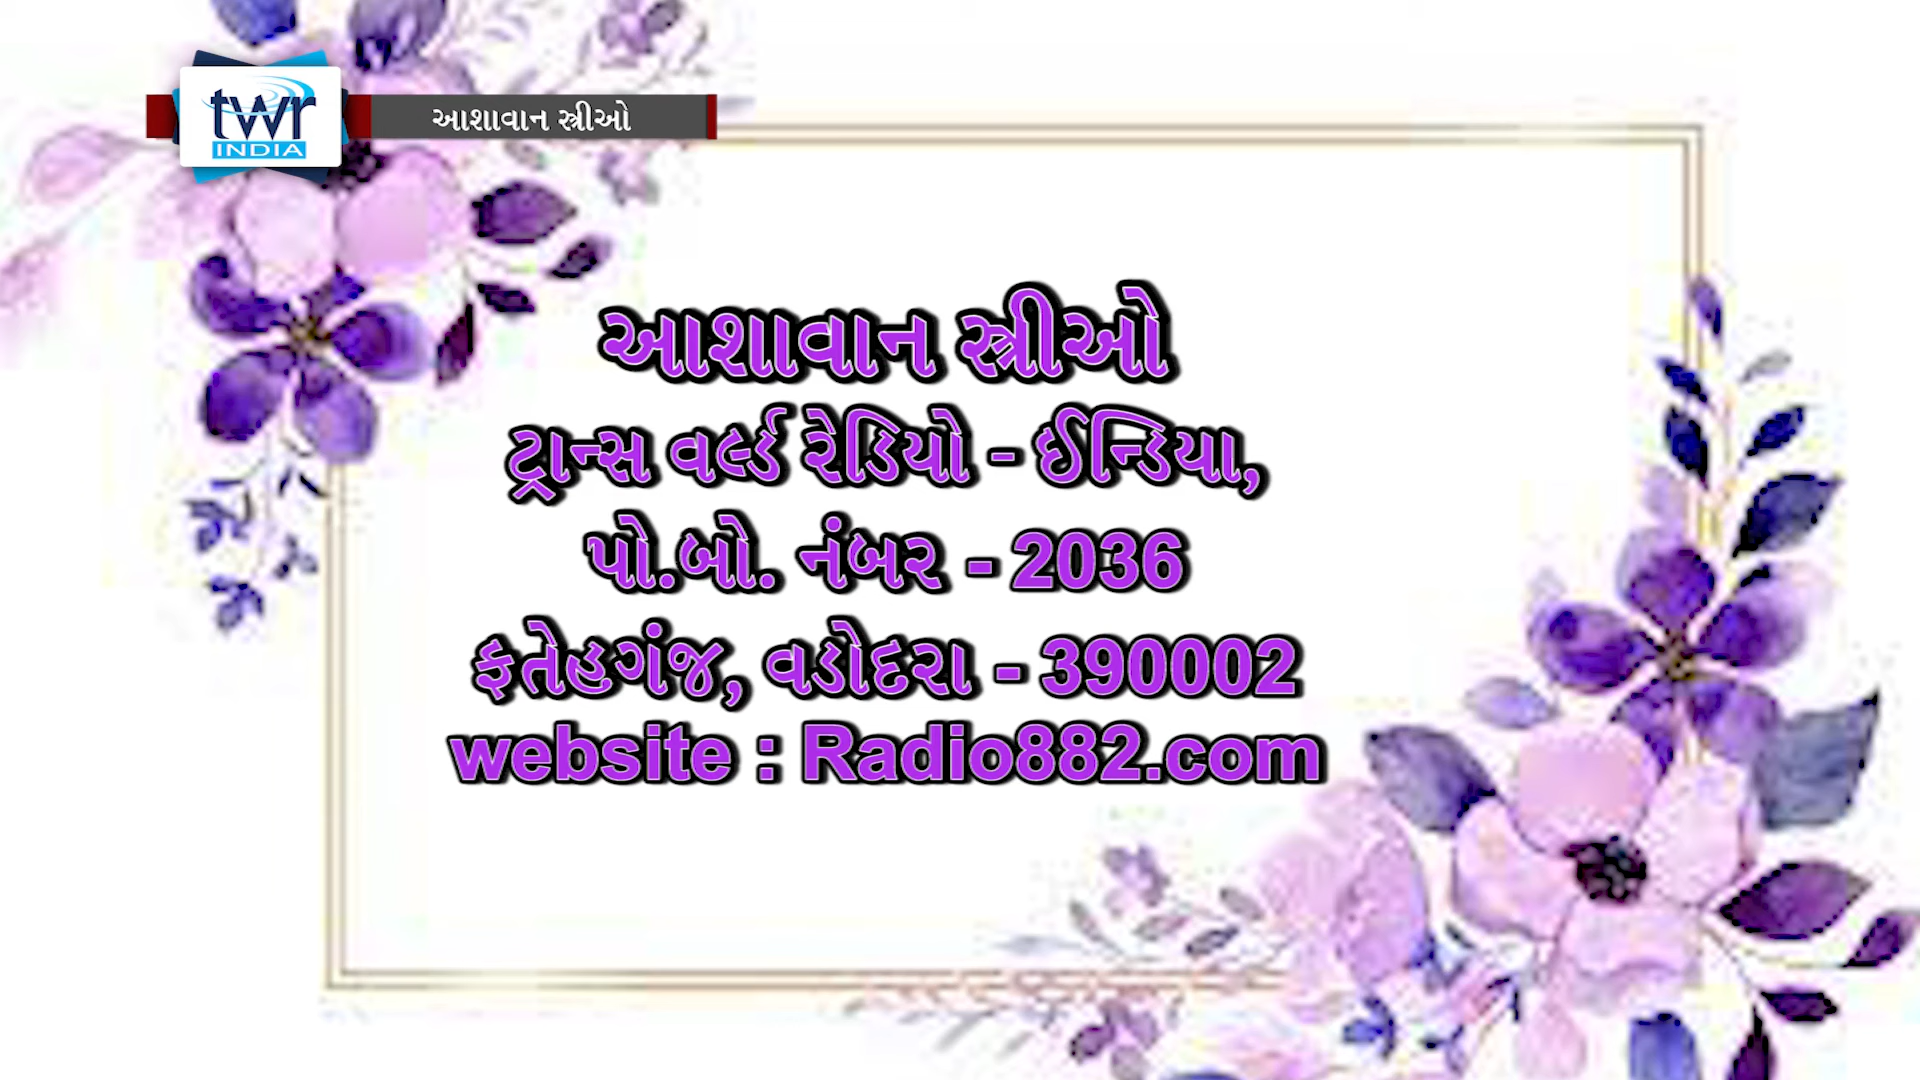 twr
INDIA
આશાવાન સ્ત્રીઓ
આશાવાન સ્ત્રીઓ
ટ્રાન્સ વર્લ્ડ રેડિયો - ઈન્ડિયા,
પો.બો. નંબર - 2036
ફતેહગંજ, વડોદરા - 390002
website : Radio882.com